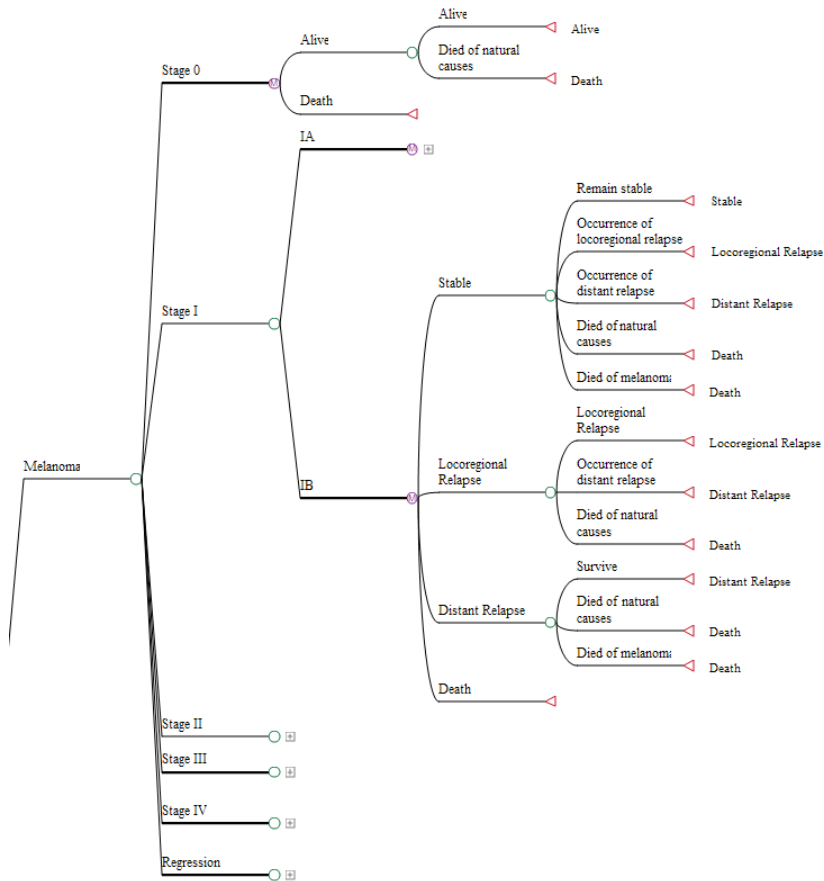 Alive
Alive
Alive
Died of natural
causes
Death
Stage 0
M
Death
IA
M
Remain stable
Stable
Occurrence of
locoregional relapse
Locoregional Relapse
Stable
Occurrence of
distant relapse
Distant Relapse
Stage I
Died of natural
causes
Death
Died of melanoma
Death
Locoregional
Relapse
Locoregional Relapse
Melanoma
Locoregional
Relapse
Occurrence of
distant relapse
Distant Relapse
IB
M
Died of natural
causes
Death
Survive
Distant Relapse
Distant Relapse
Died of natural
causes
Death
Died of melanoma
Death
Death
Stage II
Stage III
Stage IV
Regression